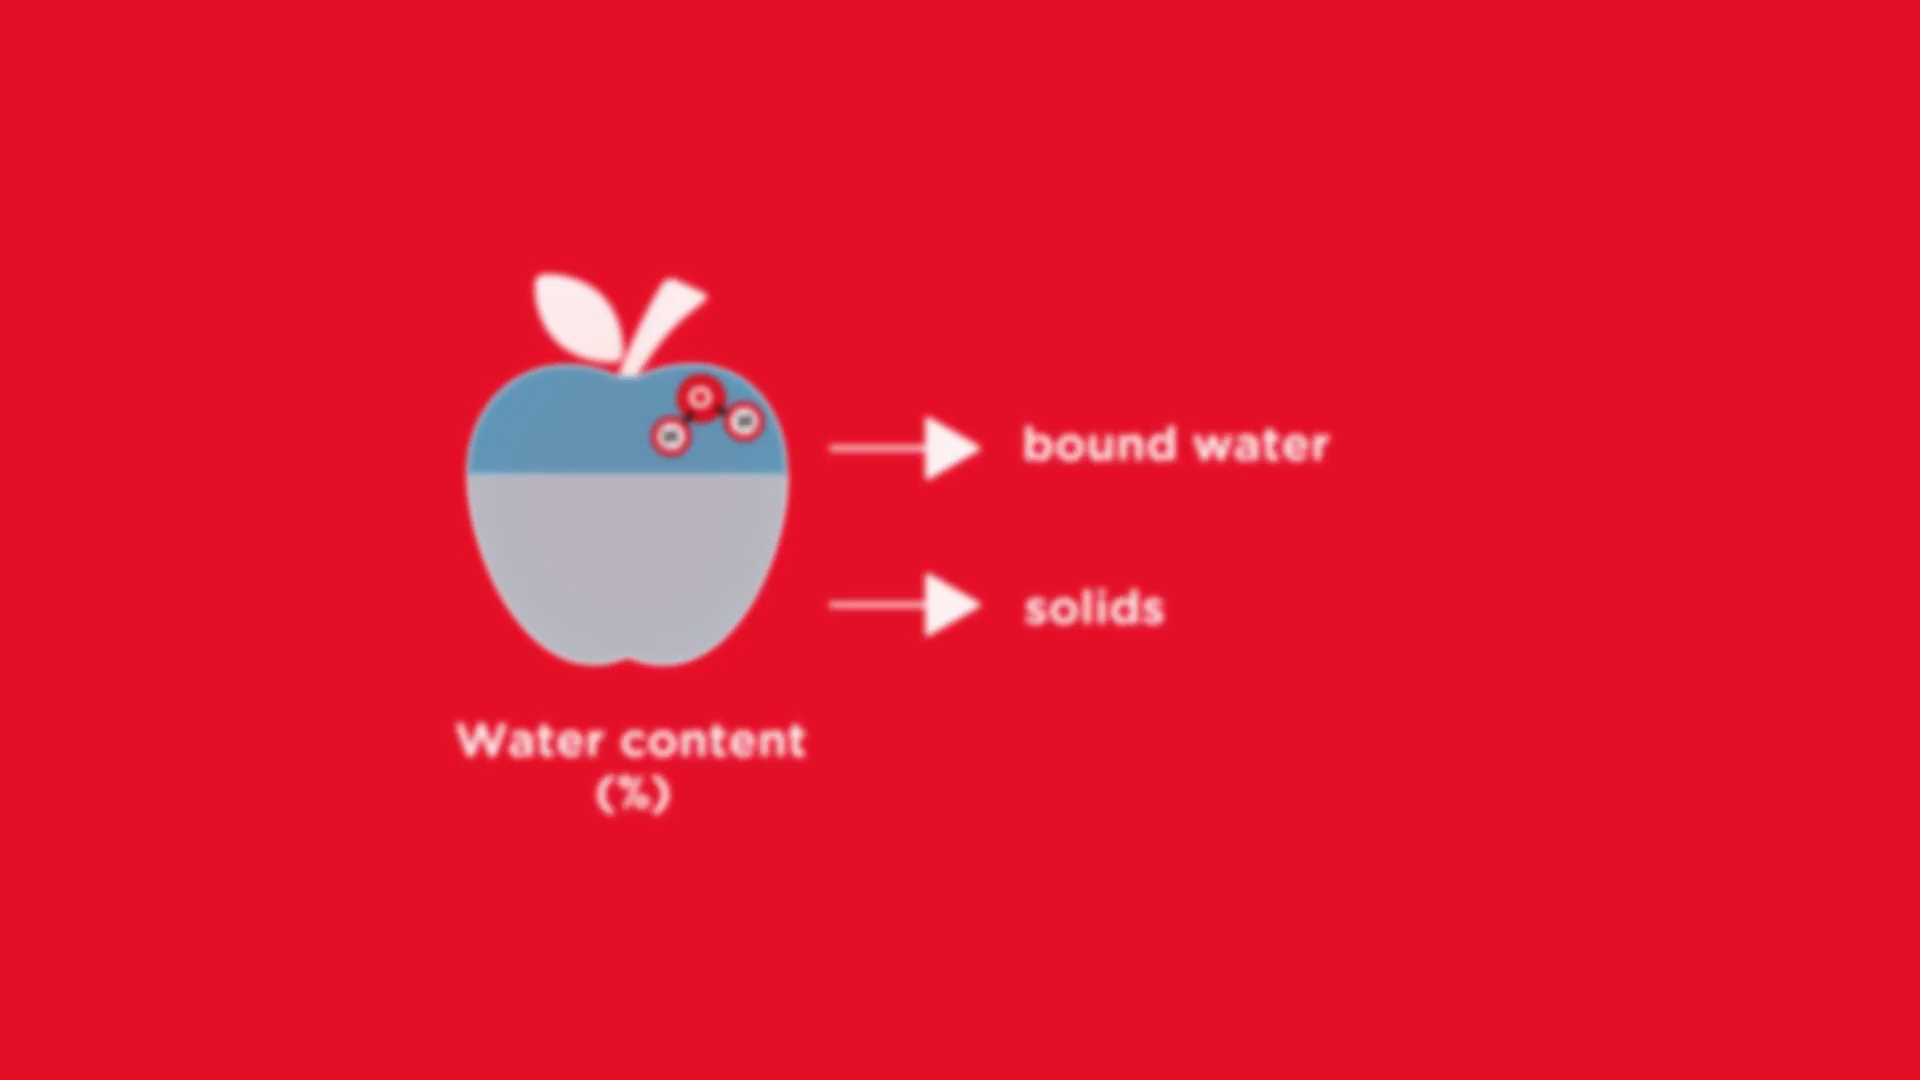 O
H H
bound water
solids
Water content
(%)